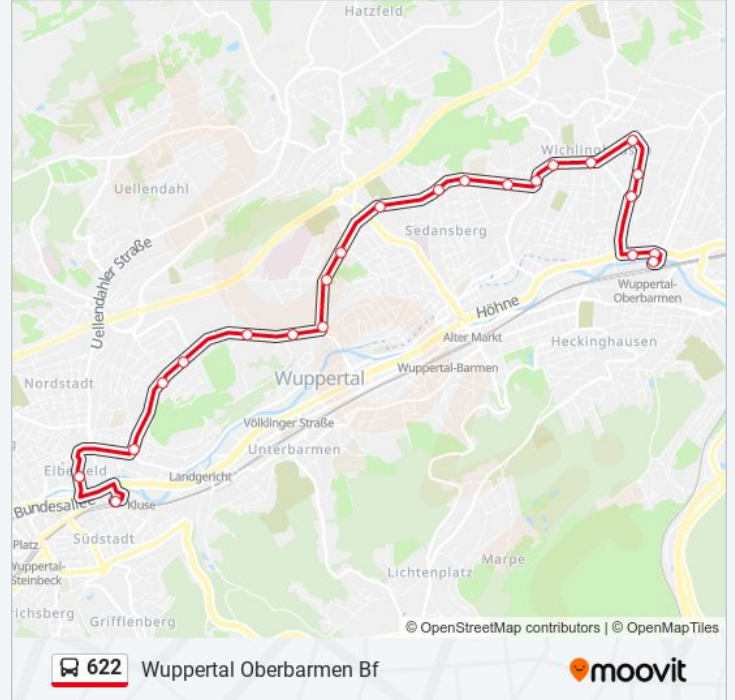 Hatzfeld
Wichlinghausen
Uellendahl
Sedansberg
Uellendahler Straße
Wuppertal-
Oberbarmen
Höhne
Alter Markt
Heckinghausen
Wuppertal-Barmen
Wuppertal
Nordstadt
Völklinger Straße
Unterbarmen
Elberfeld
Landgericht
Bundesallee
Kluse
Platz
Südstadt
Wuppertal-
Steinbeck
Marpe
Lichtenplatz
richsberg
Grifflenberg
© OpenStreetMap contributors | © OpenMapTiles
622 Wuppertal Oberbarmen Bf
moovit